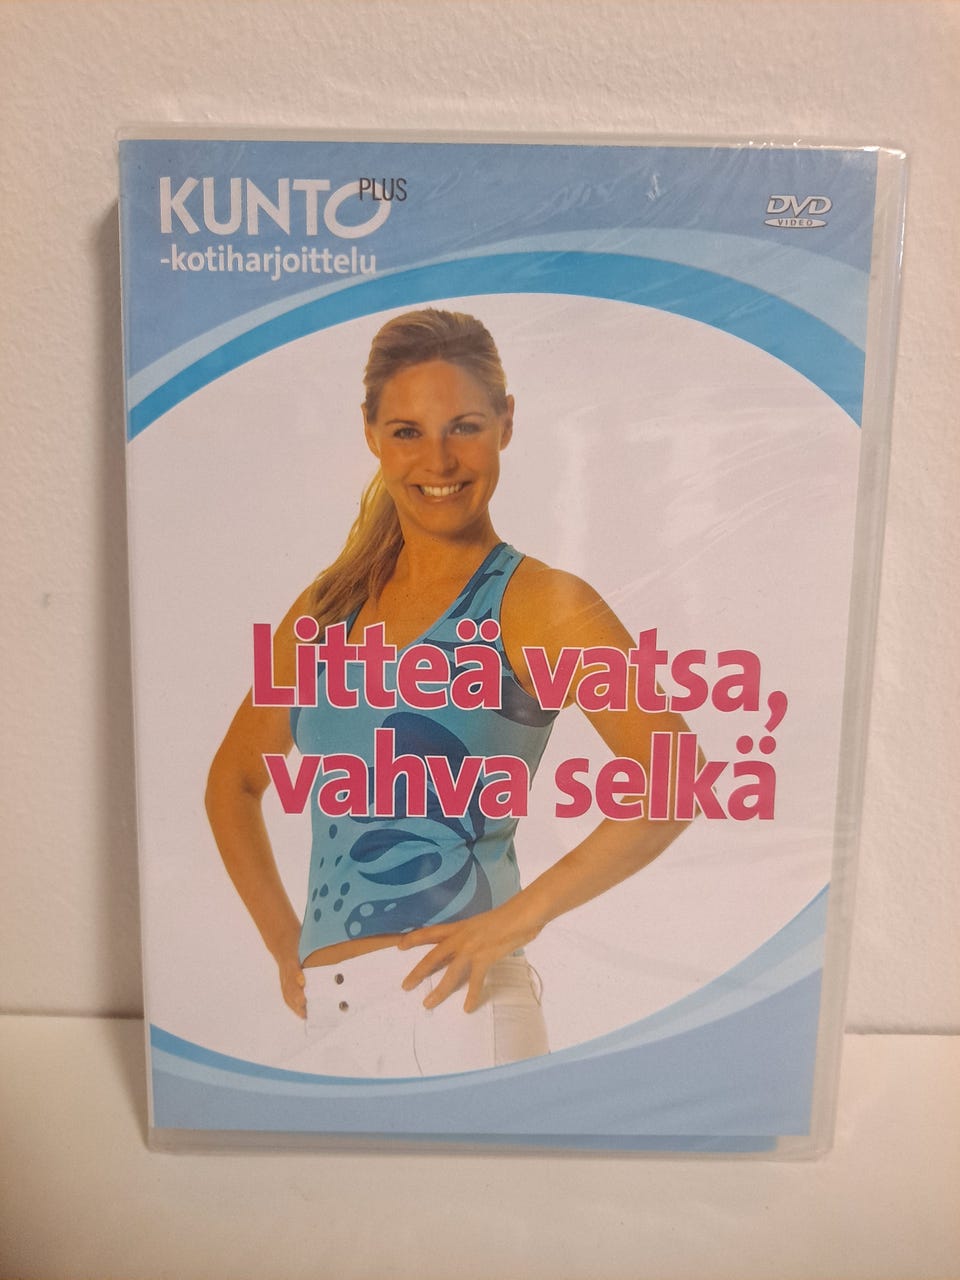 KUNTO PLUS
-kotiharjoittelu
DVD
VIDEO
Litteä vatsa,
vahva selkä